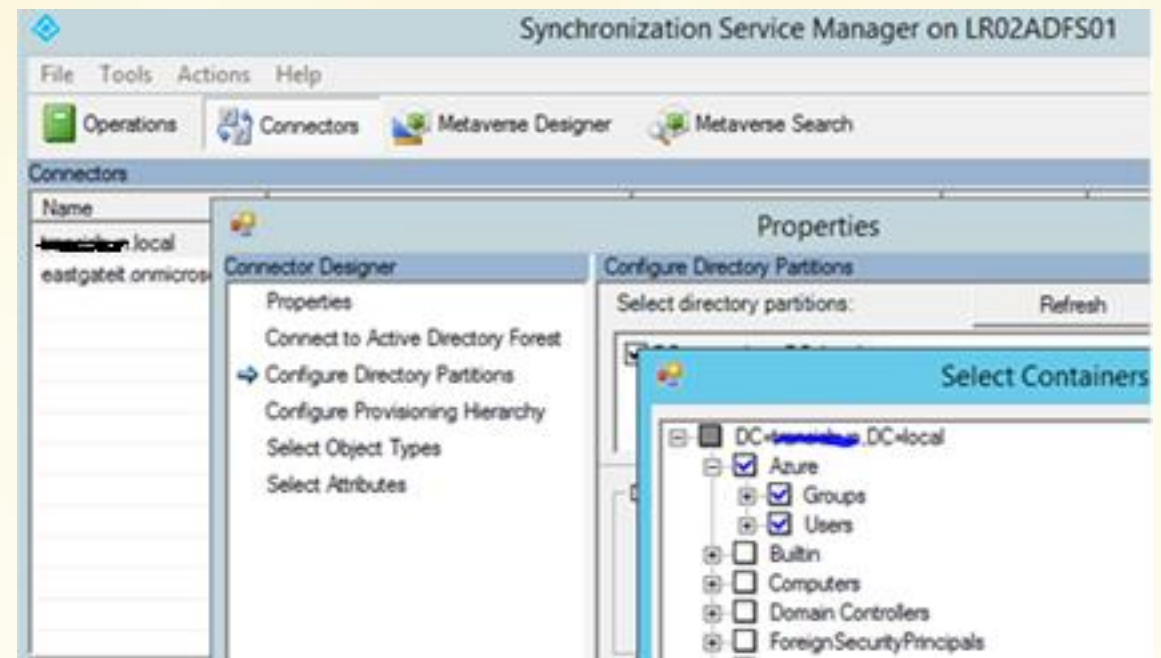 Synchronization Service Manager on LR02ADFS01
File Tools Actions Help
Operations Connectors Metaverse Designer Metaverse Search
Connectors
Name
.local
eastgateit.onmicros
Properties
Connector Designer
Properties
Connect to Active Directory Forest
Configure Directory Partitions
Configure Provisioning Hierarchy
Select Object Types
Select Attributes
Configure Directory Partitions
Select directory partitions:
Refresh
Select Containers
DC= ,DC=local
Azure
Groups
Users
Builtin
Computers
Domain Controllers
ForeignSecurityPrincipals